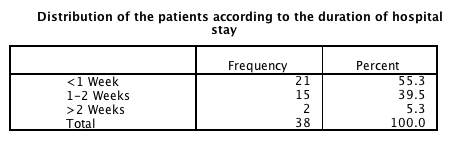 Distribution of the patients according to the duration of hospital
stay
Frequency Percent
<1 Week 21 55.3
1-2 Weeks 15 39.5
>2 Weeks 2 5.3
Total 38 100.0